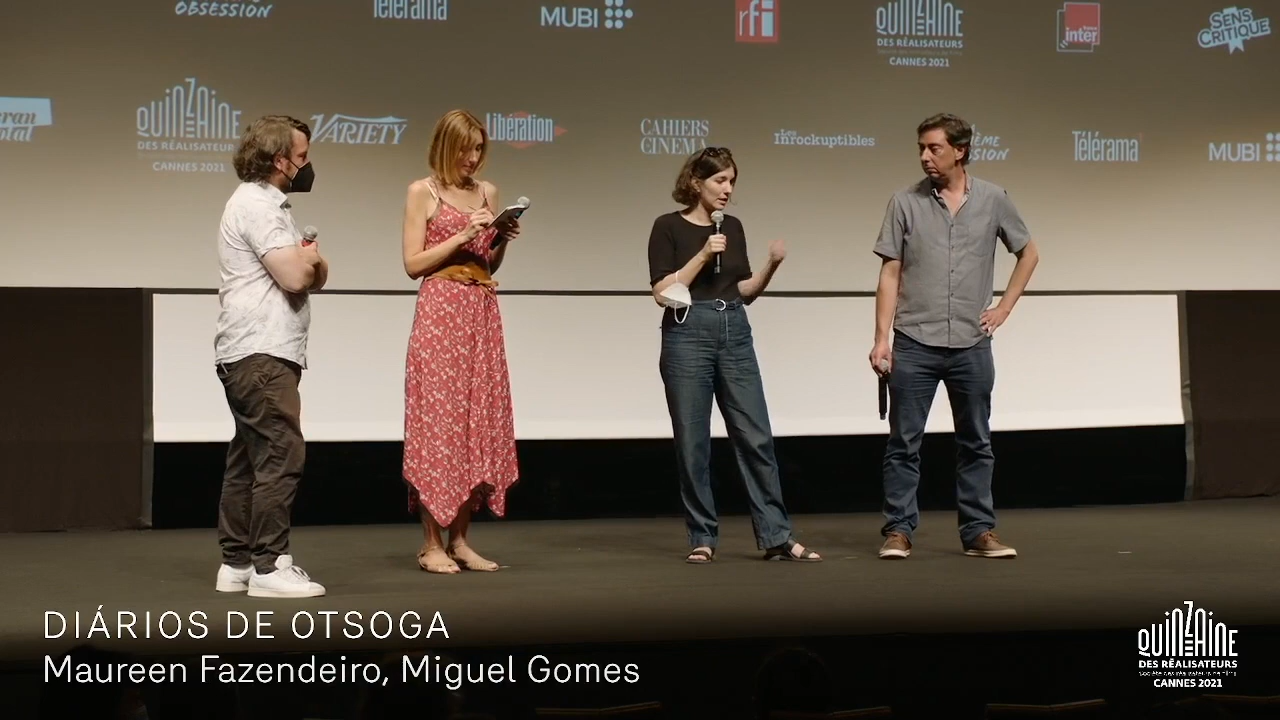 OBSESSION
Télérama
MUBI
rfi
QUINZAINE
DES RÉALISATEURS
CANNES 2021
france
inter
SENS
CRITIQUE
QUINZAINE
DES RÉALISATEURS
CANNES 2021
VARIETY
Libération
CAHIERS
CINEMA
Les
inrockuptibles
Télérama
MUBI
DIÁRIOS DE OTSOGA
Maureen Fazendeiro, Miguel Gomes
QUINZAINE
DES RÉALISATEURS
CANNES 2021